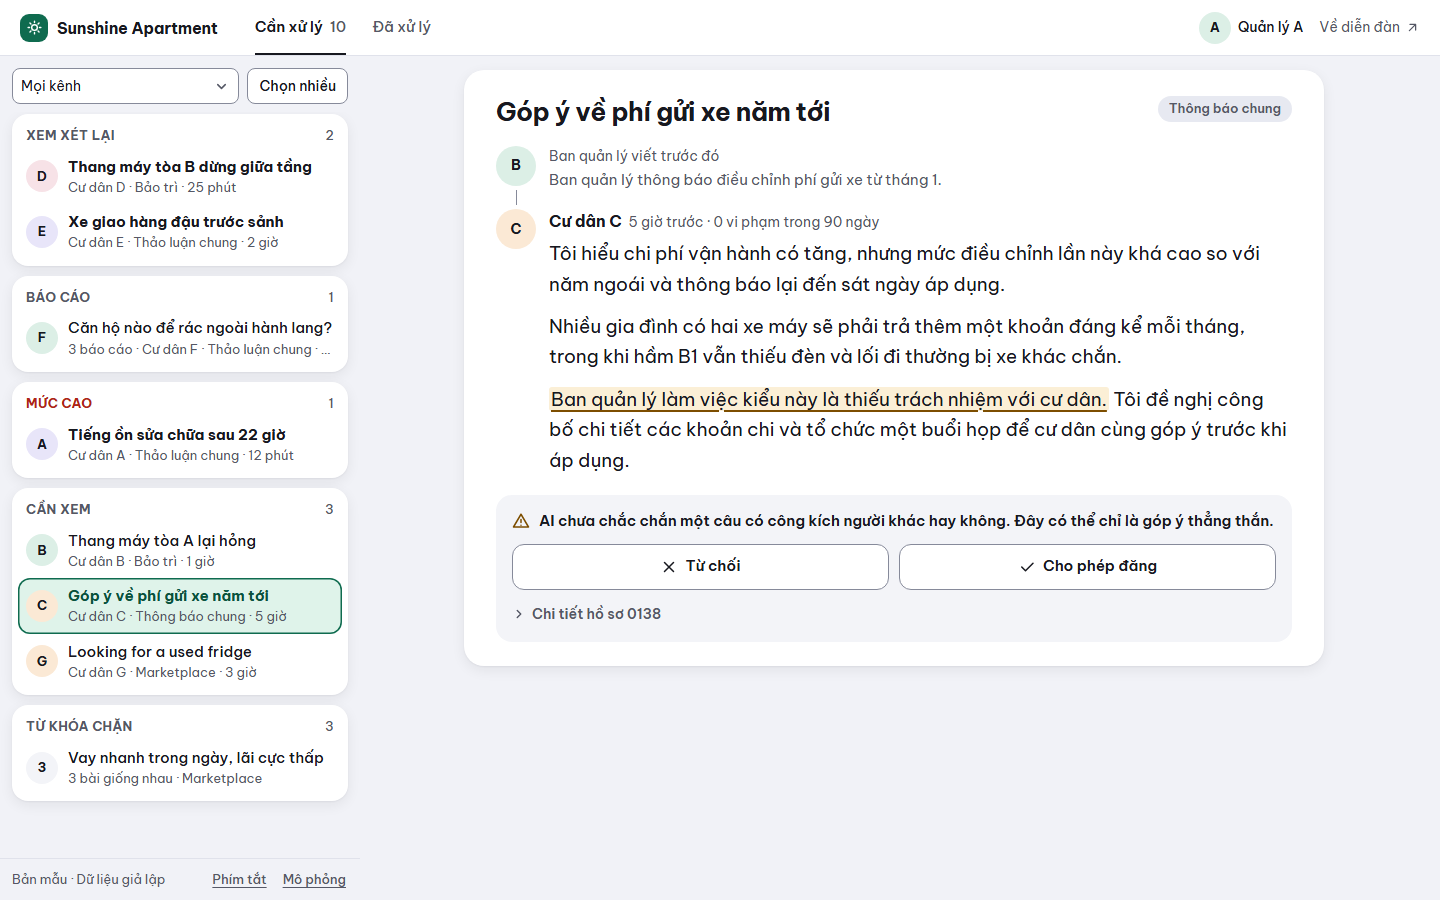 Sunshine Apartment
Cần xử lý 10
Đã xử lý
A
Quản lý A
Về diễn đàn
Mọi kênh
Chọn nhiều
XEM XÉT LẠI 2
D
Thang máy tòa B dừng giữa tầng
Cư dân D · Bảo trì · 25 phút
E
Xe giao hàng đậu trước sảnh
Cư dân E · Thảo luận chung · 2 giờ
BÁO CÁO 1
F
Căn hộ nào để rác ngoài hành lang?
3 báo cáo · Cư dân F · Thảo luận chung · ...
MỨC CAO 1
A
Tiếng ồn sửa chữa sau 22 giờ
Cư dân A · Thảo luận chung · 12 phút
CẦN XEM 3
B
Thang máy tòa A lại hỏng
Cư dân B · Bảo trì · 1 giờ
C
Góp ý về phí gửi xe năm tới
Cư dân C · Thông báo chung · 5 giờ
G
Looking for a used fridge
Cư dân G · Marketplace · 3 giờ
TỪ KHÓA CHẶN 3
3
Vay nhanh trong ngày, lãi cực thấp
3 bài giống nhau · Marketplace
Bản mẫu · Dữ liệu giả lập
Phím tắt
Mô phỏng
Góp ý về phí gửi xe năm tới
Thông báo chung
B
Ban quản lý viết trước đó
Ban quản lý thông báo điều chỉnh phí gửi xe từ tháng 1.
C
Cư dân C 5 giờ trước · 0 vi phạm trong 90 ngày
Tôi hiểu chi phí vận hành có tăng, nhưng mức điều chỉnh lần này khá cao so với
năm ngoái và thông báo lại đến sát ngày áp dụng.
Nhiều gia đình có hai xe máy sẽ phải trả thêm một khoản đáng kể mỗi tháng,
trong khi hầm B1 vẫn thiếu đèn và lối đi thường bị xe khác chắn.
Ban quản lý làm việc kiểu này là thiếu trách nhiệm với cư dân. Tôi đề nghị công
bố chi tiết các khoản chi và tổ chức một buổi họp để cư dân cùng góp ý trước khi
áp dụng.
AI chưa chắc chắn một câu có công kích người khác hay không. Đây có thể chỉ là góp ý thẳng thắn.
Từ chối
Cho phép đăng
Chi tiết hồ sơ 0138